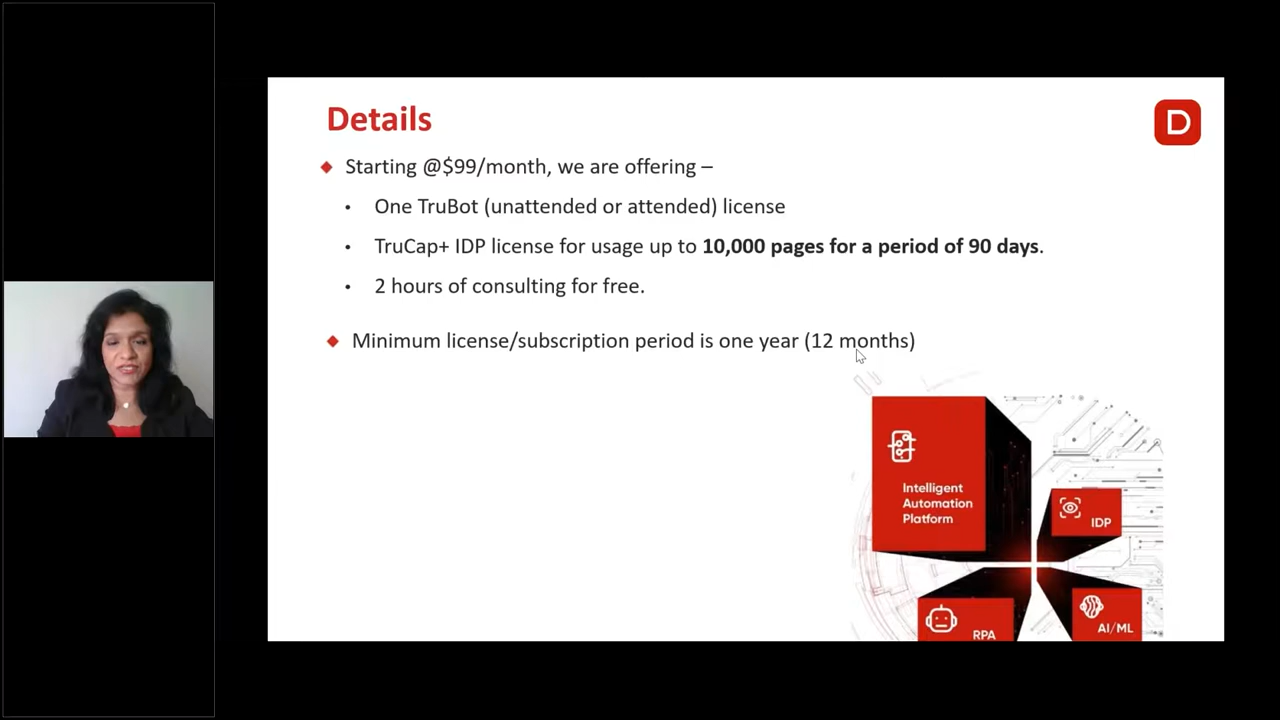 Details
D
Starting @$99/month, we are offering –
One TruBot (unattended or attended) license
TruCap+ IDP license for usage up to 10,000 pages for a period of 90 days.
2 hours of consulting for free.
Minimum license/subscription period is one year (12 months)
Intelligent
Automation
Platform
IDP
RPA
AI/ML